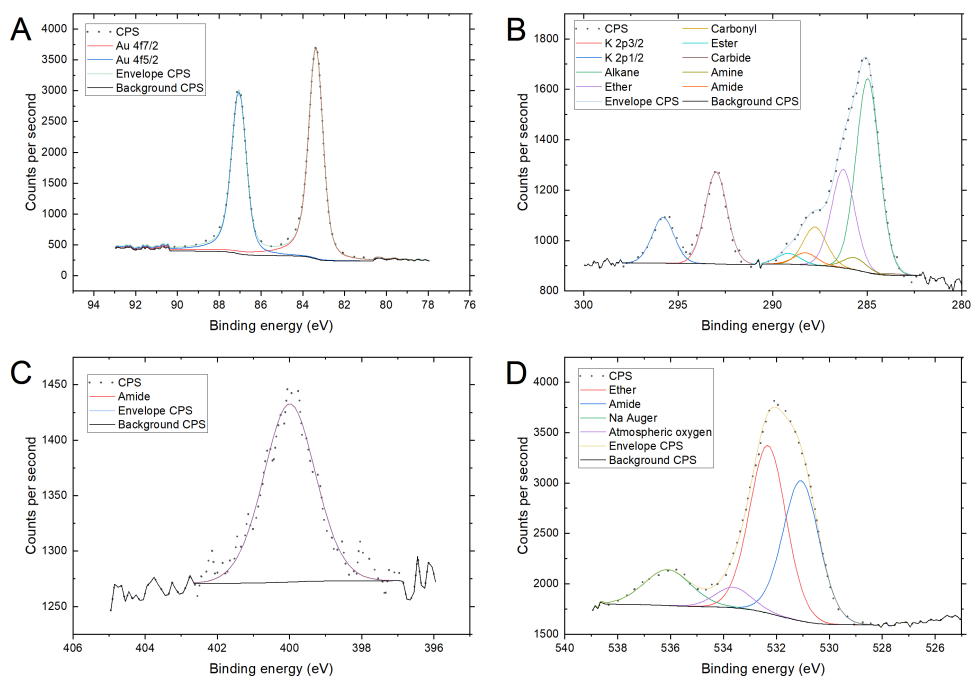 A
CPS
Au 4f7/2
Au 4f5/2
Envelope CPS
Background CPS
4000
3500
3000
2500
2000
1500
1000
500
0
94 92 90 88 86 84 82 80 78 76
Counts per second
Binding energy (eV)
B
CPS
K 2p3/2
K 2p1/2
Alkane
Ether
Envelope CPS
Carbonyl
Ester
Carbide
Amine
Amide
Background CPS
1800
1600
1400
1200
1000
800
300 295 290 285 280
Counts per second
Binding energy (eV)
C
CPS
Amide
Envelope CPS
Background CPS
1450
1400
1350
1300
1250
406 404 402 400 398 396
Counts per second
Binding energy (eV)
D
CPS
Ether
Amide
Na Auger
Atmospheric oxygen
Envelope CPS
Background CPS
4000
3500
3000
2500
2000
1500
540 538 536 534 532 530 528 526
Counts per second
Binding energy (eV)